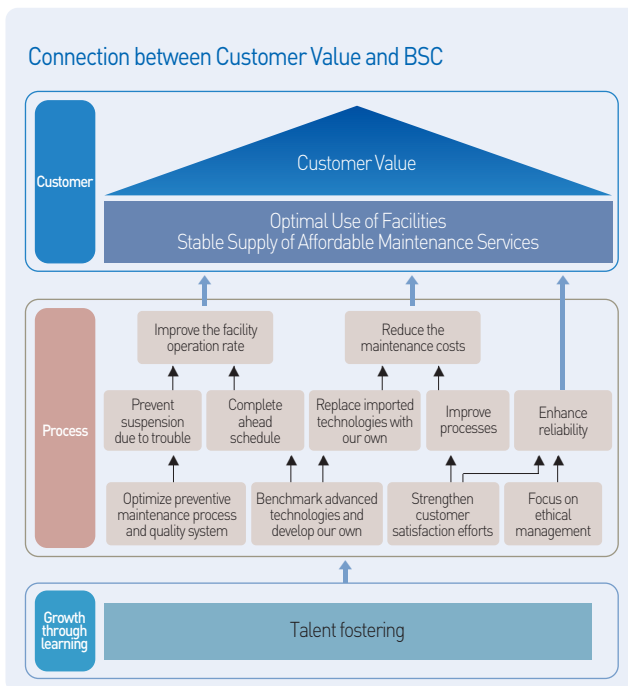 Connection between Customer Value and BSC
Customer
Customer Value
Optimal Use of Facilities
Stable Supply of Affordable Maintenance Services
Process
Improve the facility
operation rate
Reduce the
maintenance costs
Prevent
suspension
due to trouble
Complete
ahead
schedule
Replace imported
technologies with
our own
Improve
processes
Enhance
reliability
Optimize preventive
maintenance process
and quality system
Benchmark advanced
technologies and
develop our own
Strengthen
customer
satisfaction efforts
Focus on
ethical
management
Growth
through
learning
Talent fostering